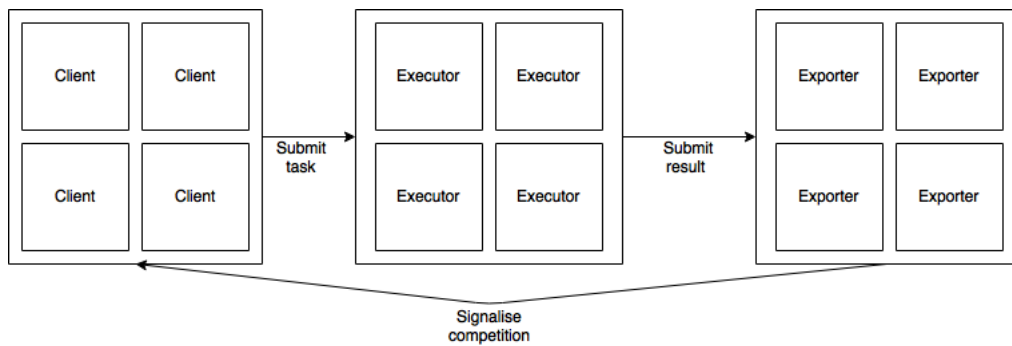 Client Client Executor Executor Exporter Exporter
Submit
task
Submit
result
Client Client Executor Executor Exporter Exporter
Signalise
competition